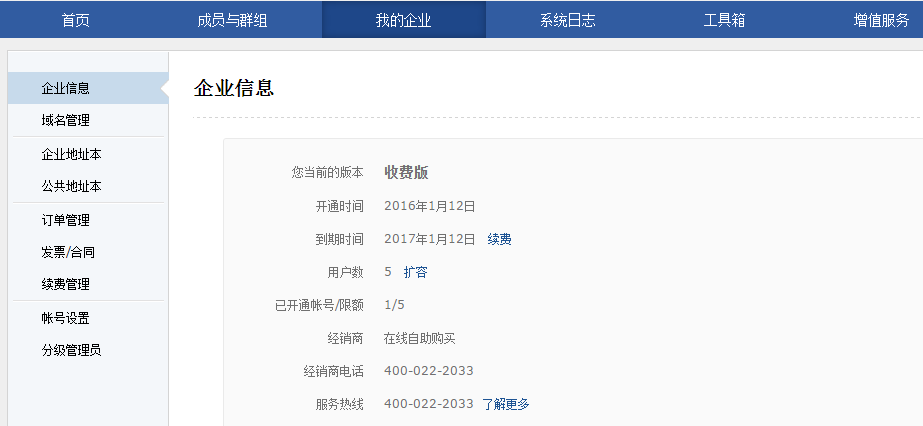 首页 成员与群组 我的企业 系统日志 工具箱 增值服务
企业信息
域名管理
企业地址本
公共地址本
订单管理
发票/合同
续费管理
帐号设置
分级管理员
企业信息
您当前的版本 收费版
开通时间 2016年1月12日
到期时间 2017年1月12日 续费
用户数 5 扩容
已开通帐号/限额 1/5
经销商 在线自助购买
经销商电话 400-022-2033
服务热线 400-022-2033 了解更多